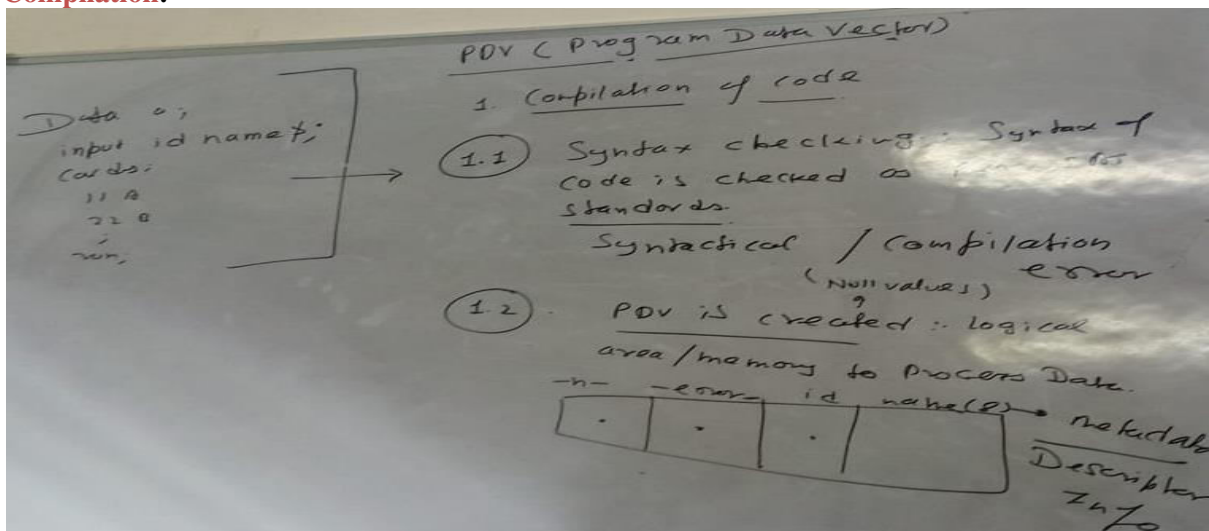 Compilation:
PDV (Program Data Vector)
1. Compilation of code
Data a;
input id name $;
cards;
11 A
22 B
;
run;
1.1 Syntax checking: Syntax of
code is checked as
standards.
Syntactical / Compilation
error
(Null values)
1.2. PDV is created :- logical
area/memory to process Data.
-n- -error- id name(8) → metadata
. . .
Descriptor
Info